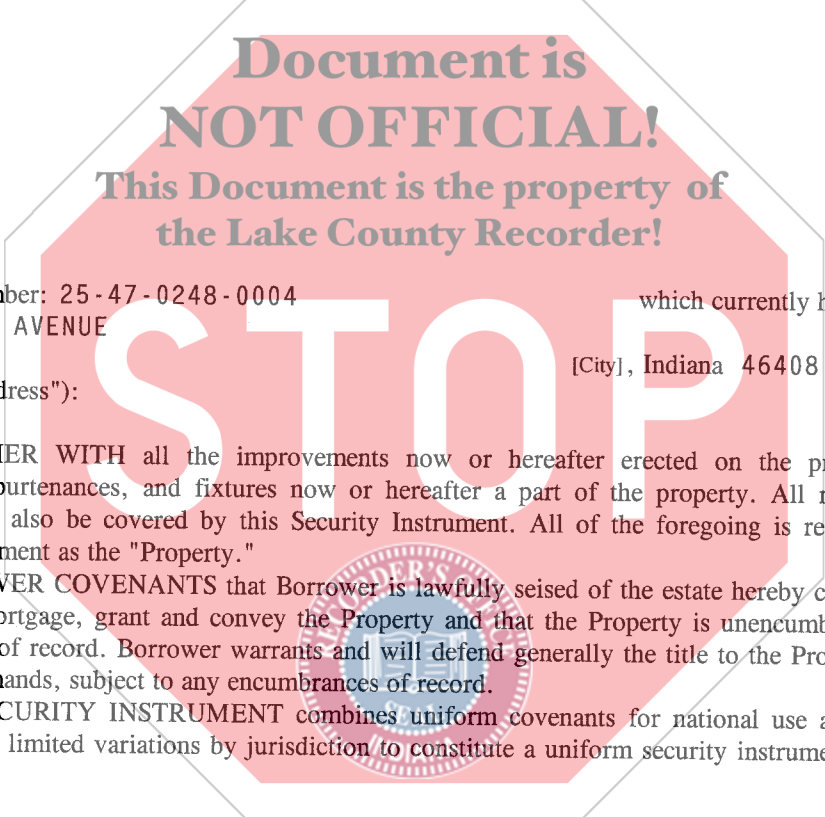 Document is
NOT OFFICIAL!
This Document is the property of
the Lake County Recorder!
STOP
ber: 25-47-0248-0004 which currently h
AVENUE
[City], Indiana 46408
dress"):
ER WITH all the improvements now or hereafter erected on the pr
urtenances, and fixtures now or hereafter a part of the property. All r
also be covered by this Security Instrument. All of the foregoing is re
ment as the "Property."
VER COVENANTS that Borrower is lawfully seised of the estate hereby c
ortgage, grant and convey the Property and that the Property is unencumb
of record. Borrower warrants and will defend generally the title to the Pro
ands, subject to any encumbrances of record.
CURITY INSTRUMENT combines uniform covenants for national use a
limited variations by jurisdiction to constitute a uniform security instrume
SEAL
INDIANA